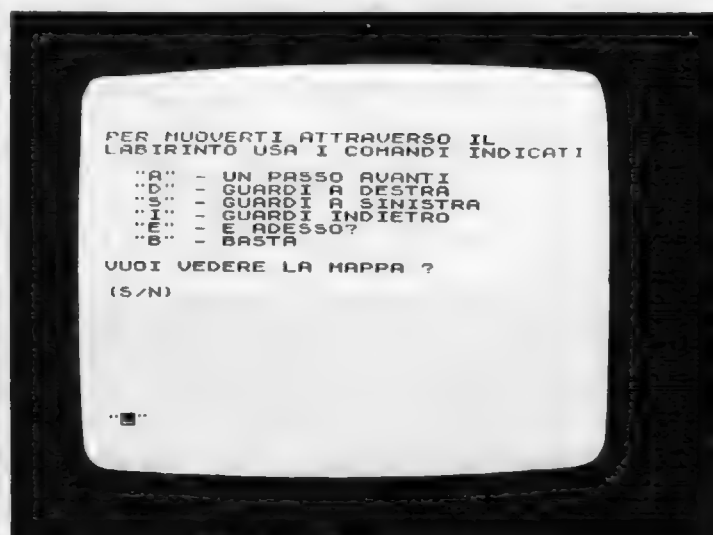 PER MUOVERTI ATTRAVERSO IL
LABIRINTO USA I COMANDI INDICATI
"A" - UN PASSO AVANTI
"D" - GUARDI A DESTRA
"S" - GUARDI A SINISTRA
"I" - GUARDI INDIETRO
"E" - E ADESSO?
"B" - BASTA
VUOI VEDERE LA MAPPA ?
(S/N)
"L"